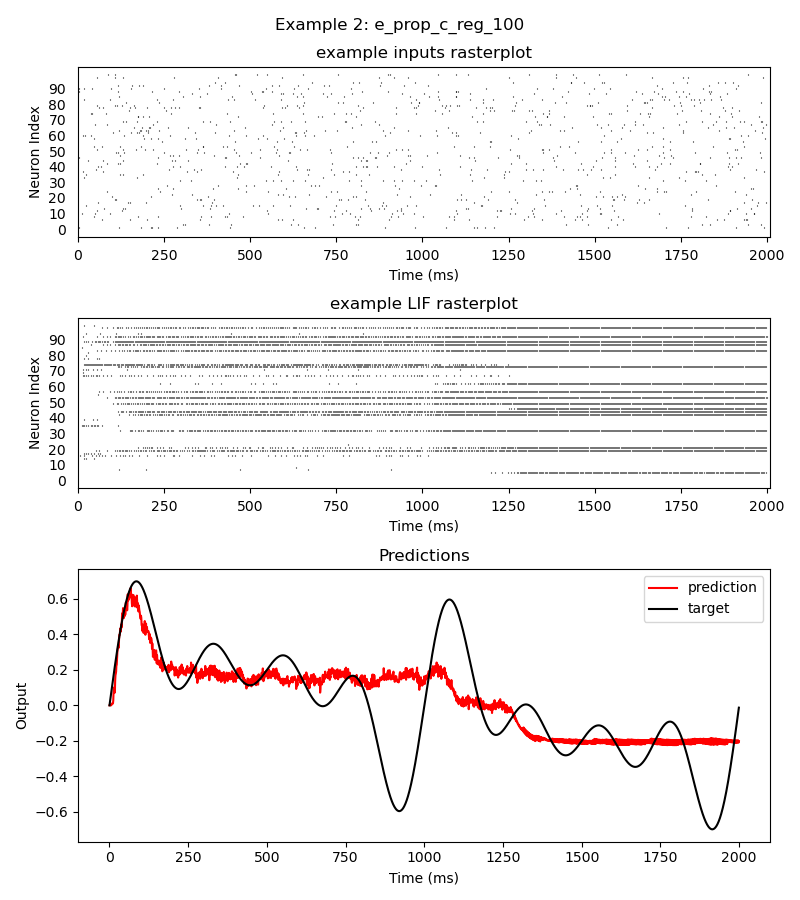 Example 2: e_prop_c_reg_100
example inputs rasterplot
Neuron Index
90
80
70
60
50
40
30
20
10
0
0 250 500 750 1000 1250 1500 1750 2000
Time (ms)
example LIF rasterplot
Neuron Index
90
80
70
60
50
40
30
20
10
0
0 250 500 750 1000 1250 1500 1750 2000
Time (ms)
Predictions
prediction
target
Output
0.6
0.4
0.2
0.0
−0.2
−0.4
−0.6
0 250 500 750 1000 1250 1500 1750 2000
Time (ms)